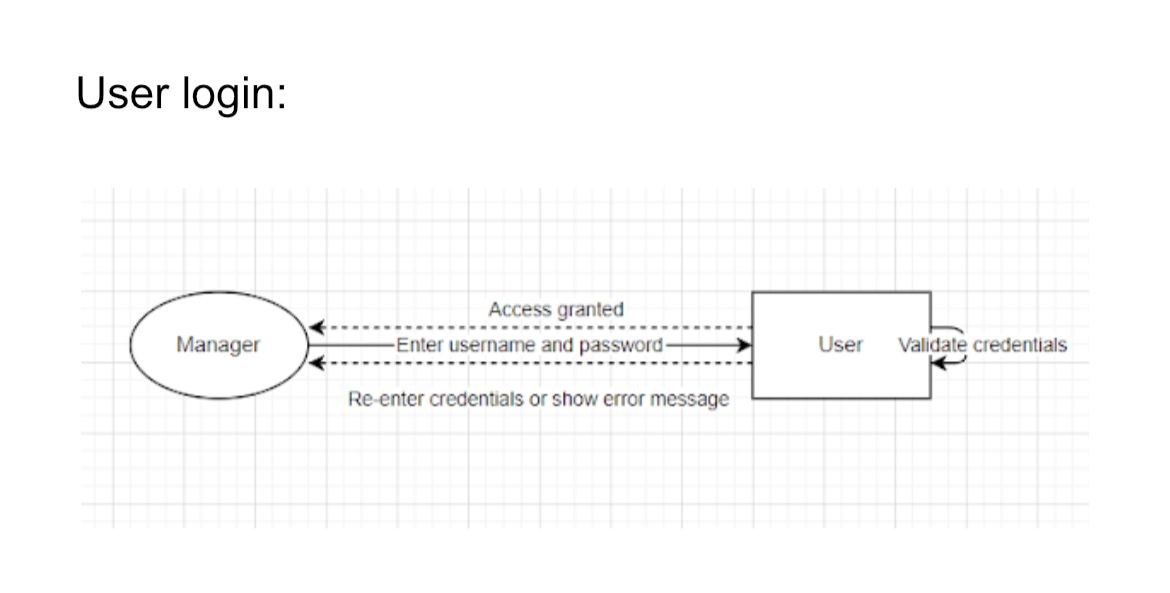 User login:
Access granted
Manager
Enter username and password
User
Validate credentials
Re-enter credentials or show error message